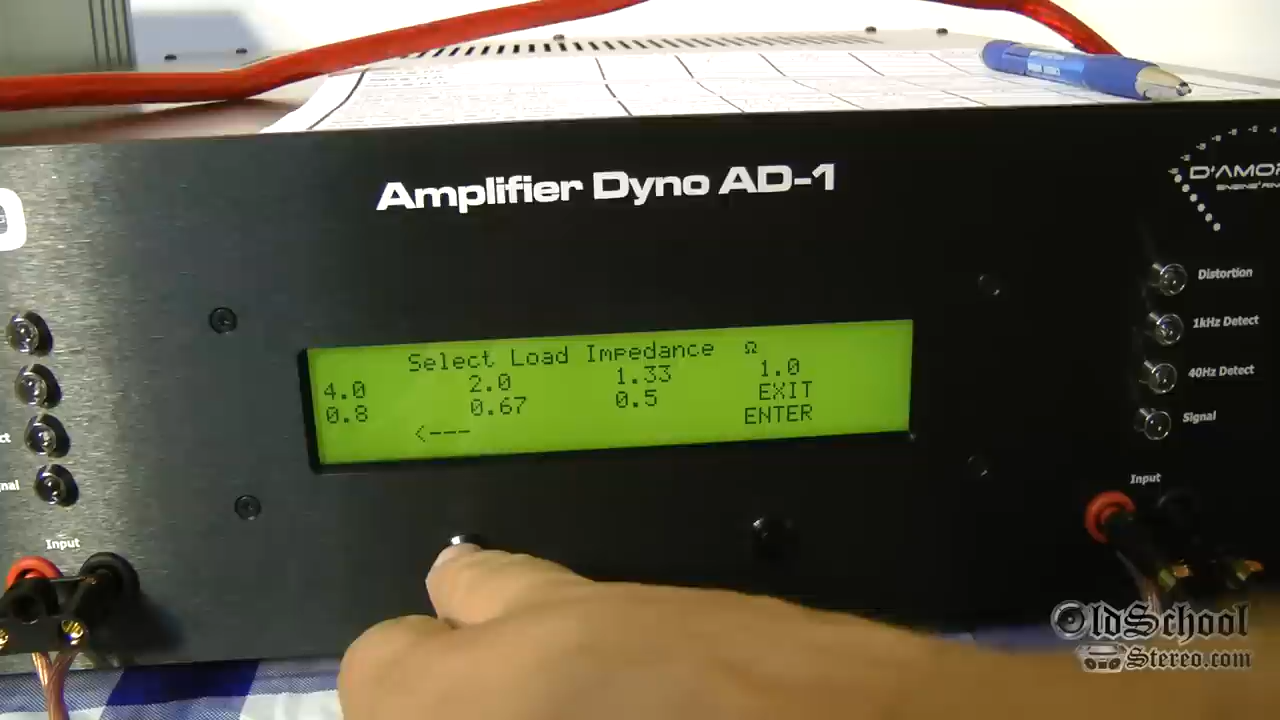 Amplifier Dyno AD-1
D'AMO
Distortion
1kHz Detect
40Hz Detect
Signal
Input
Select Load Impedance Ω
4.0 2.0 1.33 1.0
0.8 0.67 0.5 EXIT
<--- ENTER
Input
OldSchool
Stereo.com